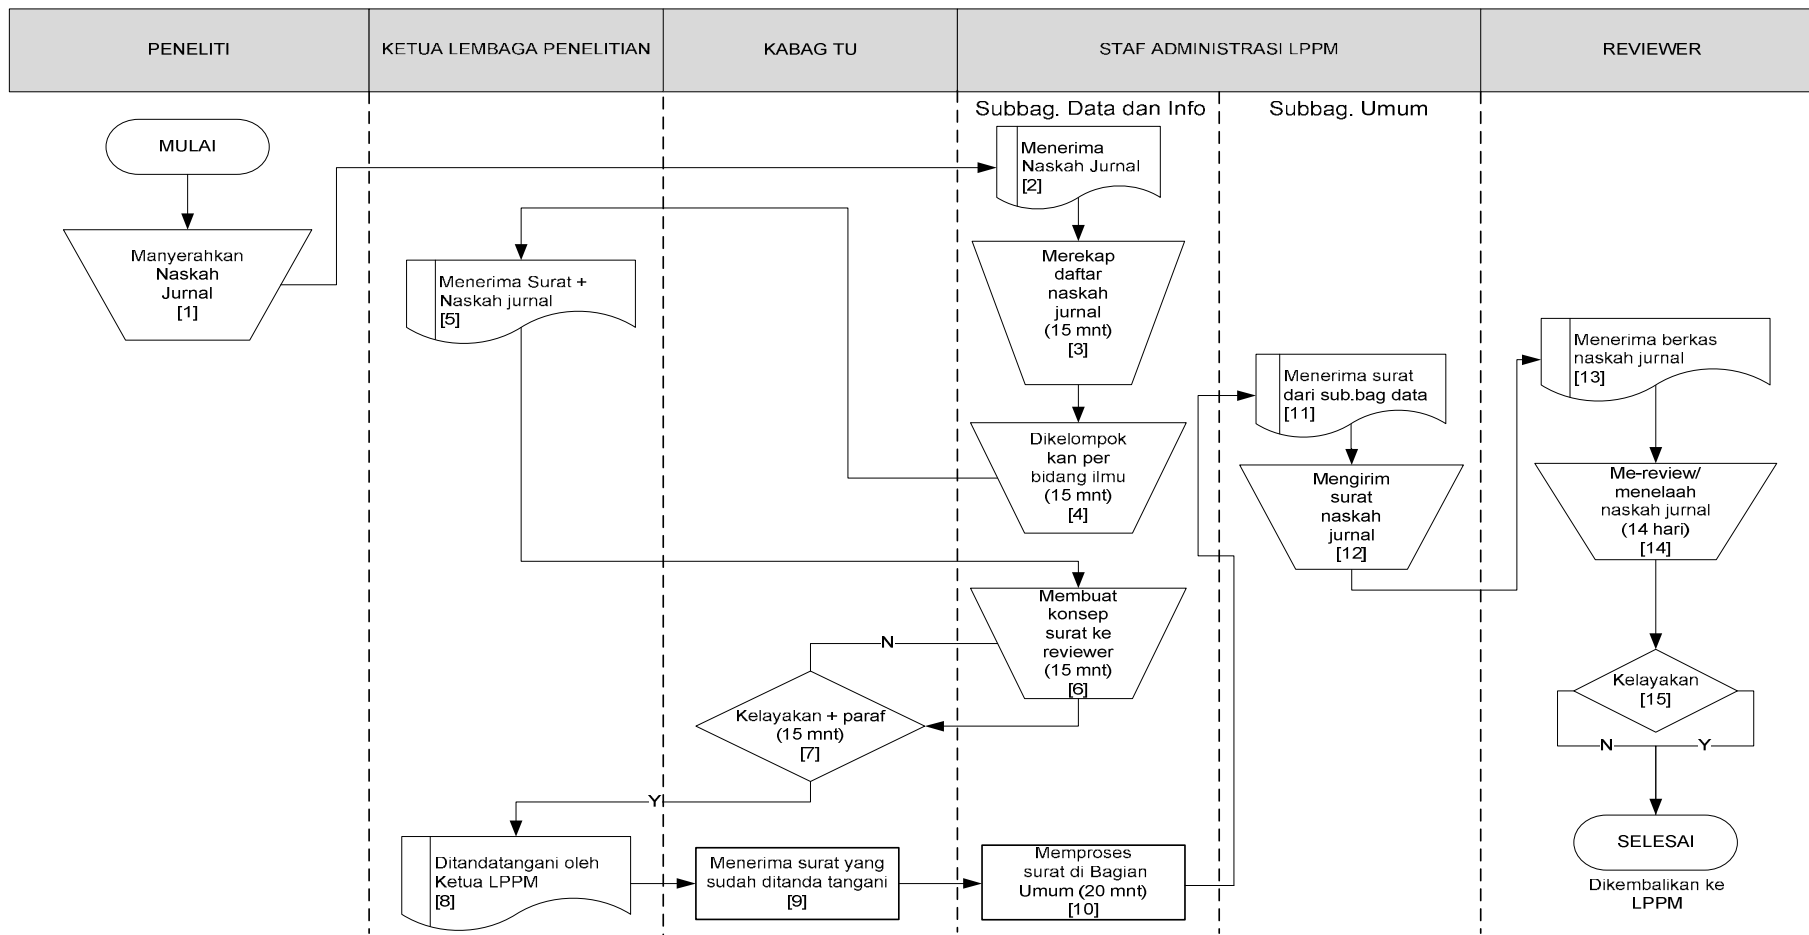 PENELITI
KETUA LEMBAGA PENELITIAN
KABAG TU
STAF ADMINISTRASI LPPM
REVIEWER
Subbag. Data dan Info
Subbag. Umum
MULAI
Manyerahkan
Naskah
Jurnal
[1]
Menerima
Naskah Jurnal
[2]
Merekap
daftar
naskah
jurnal
(15 mnt)
[3]
Dikelompok
kan per
bidang ilmu
(15 mnt)
[4]
Menerima Surat +
Naskah jurnal
[5]
Membuat
konsep
surat ke
reviewer
(15 mnt)
[6]
N
Kelayakan + paraf
(15 mnt)
[7]
Y
Ditandatangani oleh
Ketua LPPM
[8]
Menerima surat yang
sudah ditanda tangani
[9]
Memproses
surat di Bagian
Umum (20 mnt)
[10]
Menerima surat
dari sub.bag data
[11]
Mengirim
surat
naskah
jurnal
[12]
Menerima berkas
naskah jurnal
[13]
Me-review/
menelaah
naskah jurnal
(14 hari)
[14]
Kelayakan
[15]
N
Y
SELESAI
Dikembalikan ke
LPPM